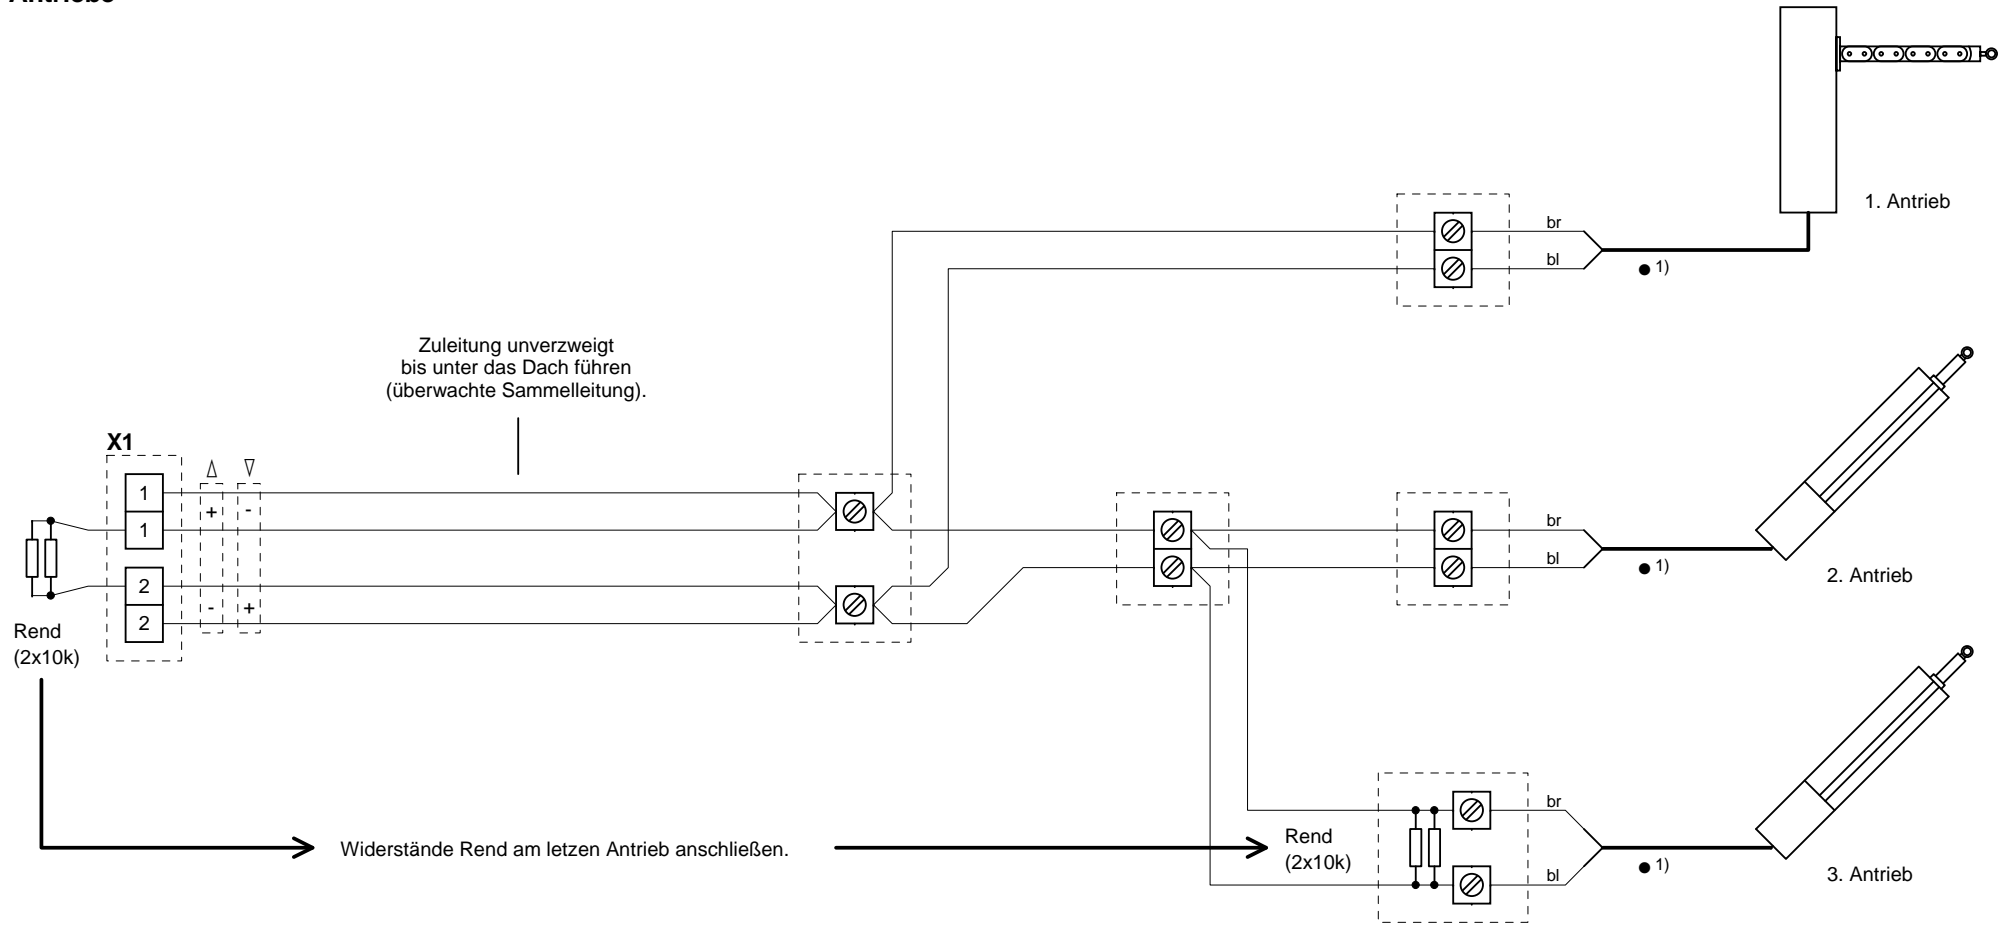 1. Antrieb
br
bl
● 1)
Zuleitung unverzweigt
bis unter das Dach führen
(überwachte Sammelleitung).
X1
1
1
2
2
+
-
-
+
Rend
(2x10k)
br
bl
● 1)
2. Antrieb
Widerstände Rend am letzen Antrieb anschließen.
Rend
(2x10k)
br
bl
● 1)
3. Antrieb